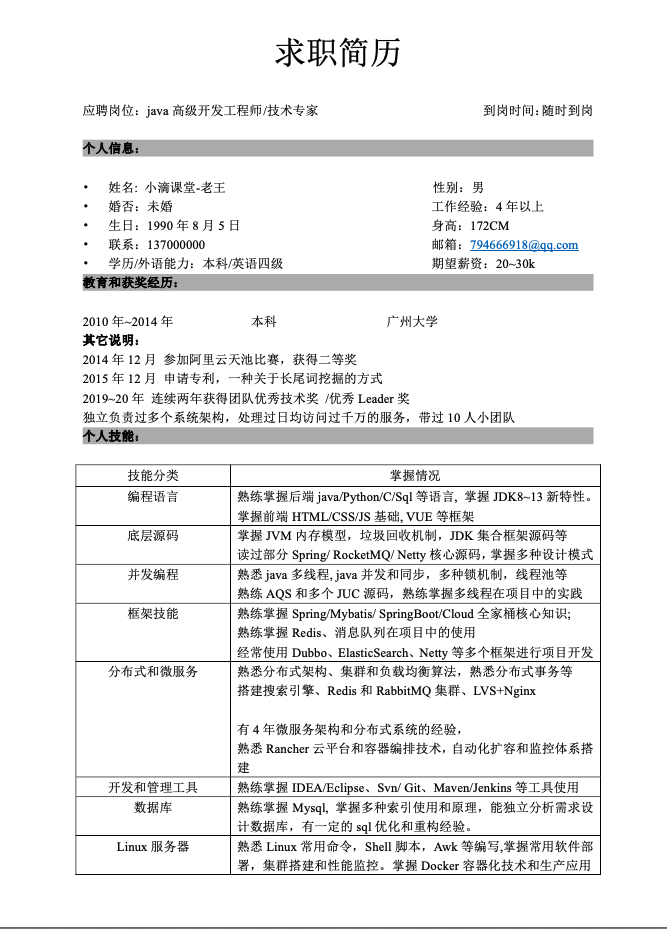 求职简历
应聘岗位：java 高级开发工程师/技术专家 到岗时间：随时到岗
个人信息：
• 姓名：小滴课堂-老王 性别：男
• 婚否：未婚 工作经验：4 年以上
• 生日：1990 年 8 月 5 日 身高：172CM
• 联系：137000000 邮箱：794666918@qq.com
• 学历/外语能力：本科/英语四级 期望薪资：20~30k
教育和获奖经历：
2010 年~2014 年 本科 广州大学
其它说明：
2014 年 12 月 参加阿里云天池比赛，获得二等奖
2015 年 12 月 申请专利，一种关于长尾词挖掘的方式
2019~20 年 连续两年获得团队优秀技术奖 /优秀 Leader 奖
独立负责过多个系统架构，处理过日均访问过千万的服务，带过 10 人小团队
个人技能：
技能分类 掌握情况
编程语言 熟练掌握后端 java/Python/C/Sql 等语言, 掌握 JDK8~13 新特性。
掌握前端 HTML/CSS/JS 基础, VUE 等框架
底层源码 掌握 JVM 内存模型，垃圾回收机制，JDK 集合框架源码等
读过部分 Spring/ RocketMQ/ Netty 核心源码，掌握多种设计模式
并发编程 熟悉 java 多线程, java 并发和同步，多种锁机制，线程池等
熟练 AQS 和多个 JUC 源码，熟练掌握多线程在项目中的实践
框架技能 熟练掌握 Spring/Mybatis/ SpringBoot/Cloud 全家桶核心知识;
熟练掌握 Redis、消息队列在项目中的使用
经常使用 Dubbo、ElasticSearch、Netty 等多个框架进行项目开发
分布式和微服务 熟悉分布式架构、集群和负载均衡算法，熟悉分布式事务等
搭建搜索引擎、Redis 和 RabbitMQ 集群、LVS+Nginx
有 4 年微服务架构和分布式系统的经验，
熟悉 Rancher 云平台和容器编排技术，自动化扩容和监控体系搭
建
开发和管理工具 熟练掌握 IDEA/Eclipse、Svn/ Git、Maven/Jenkins 等工具使用
数据库 熟练掌握 Mysql, 掌握多种索引使用和原理，能独立分析需求设
计数据库，有一定的 sql 优化和重构经验。
Linux 服务器 熟悉 Linux 常用命令，Shell 脚本，Awk 等编写,掌握常用软件部
署，集群搭建和性能监控。掌握 Docker 容器化技术和生产应用